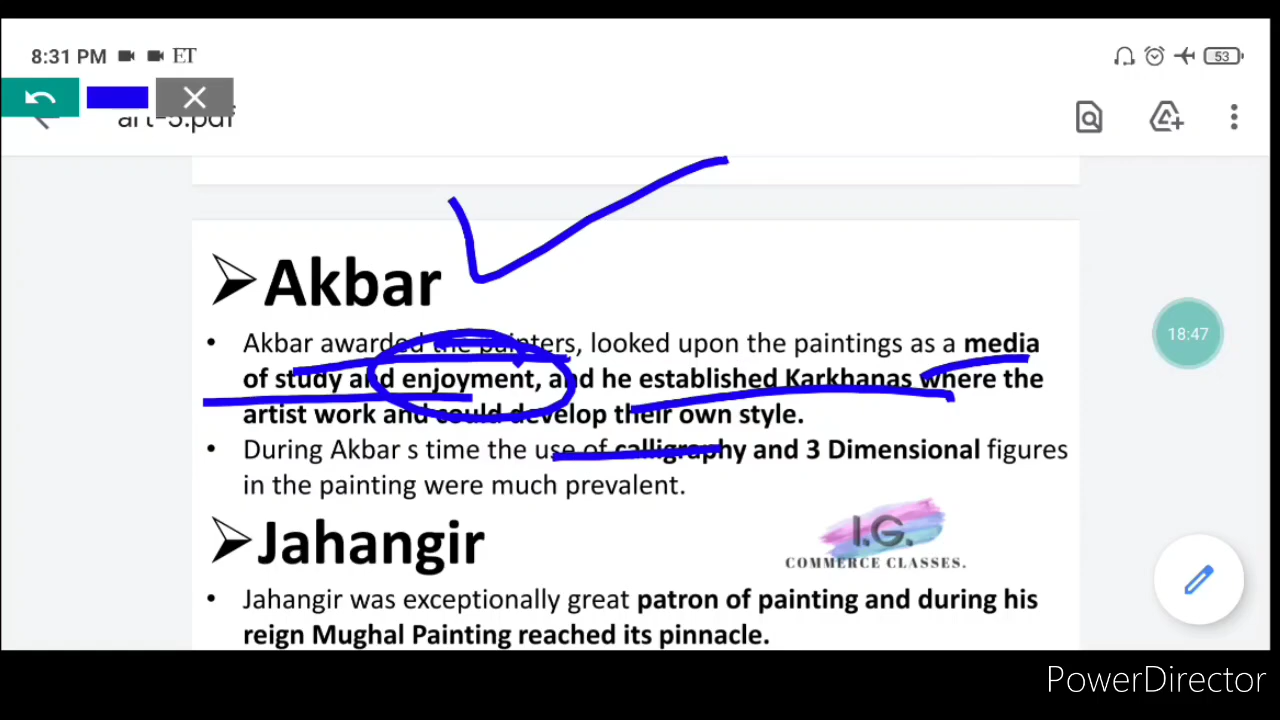 8:31 PM ET 53
art-5.pdf
Akbar
18:47
• Akbar awarded the painters, looked upon the paintings as a media
of study and enjoyment, and he established Karkhanas where the
artist work and could develop their own style.
• During Akbar s time the use of calligraphy and 3 Dimensional figures
in the painting were much prevalent.
Jahangir
I.G.
COMMERCE CLASSES.
• Jahangir was exceptionally great patron of painting and during his
reign Mughal Painting reached its pinnacle.
PowerDirector